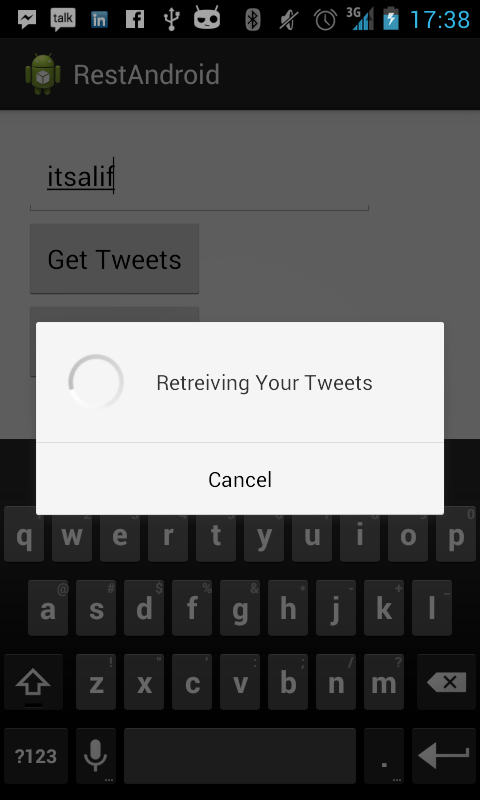 talk in 3G 17:38
RestAndroid
itsalif
Get Tweets
Retreiving Your Tweets
Cancel
q w e r t y u i o p
@ # $ % & * - + _
a s d f g h j k l
! " ' : ; / ?
z x c v b n m
?123 ... . ...